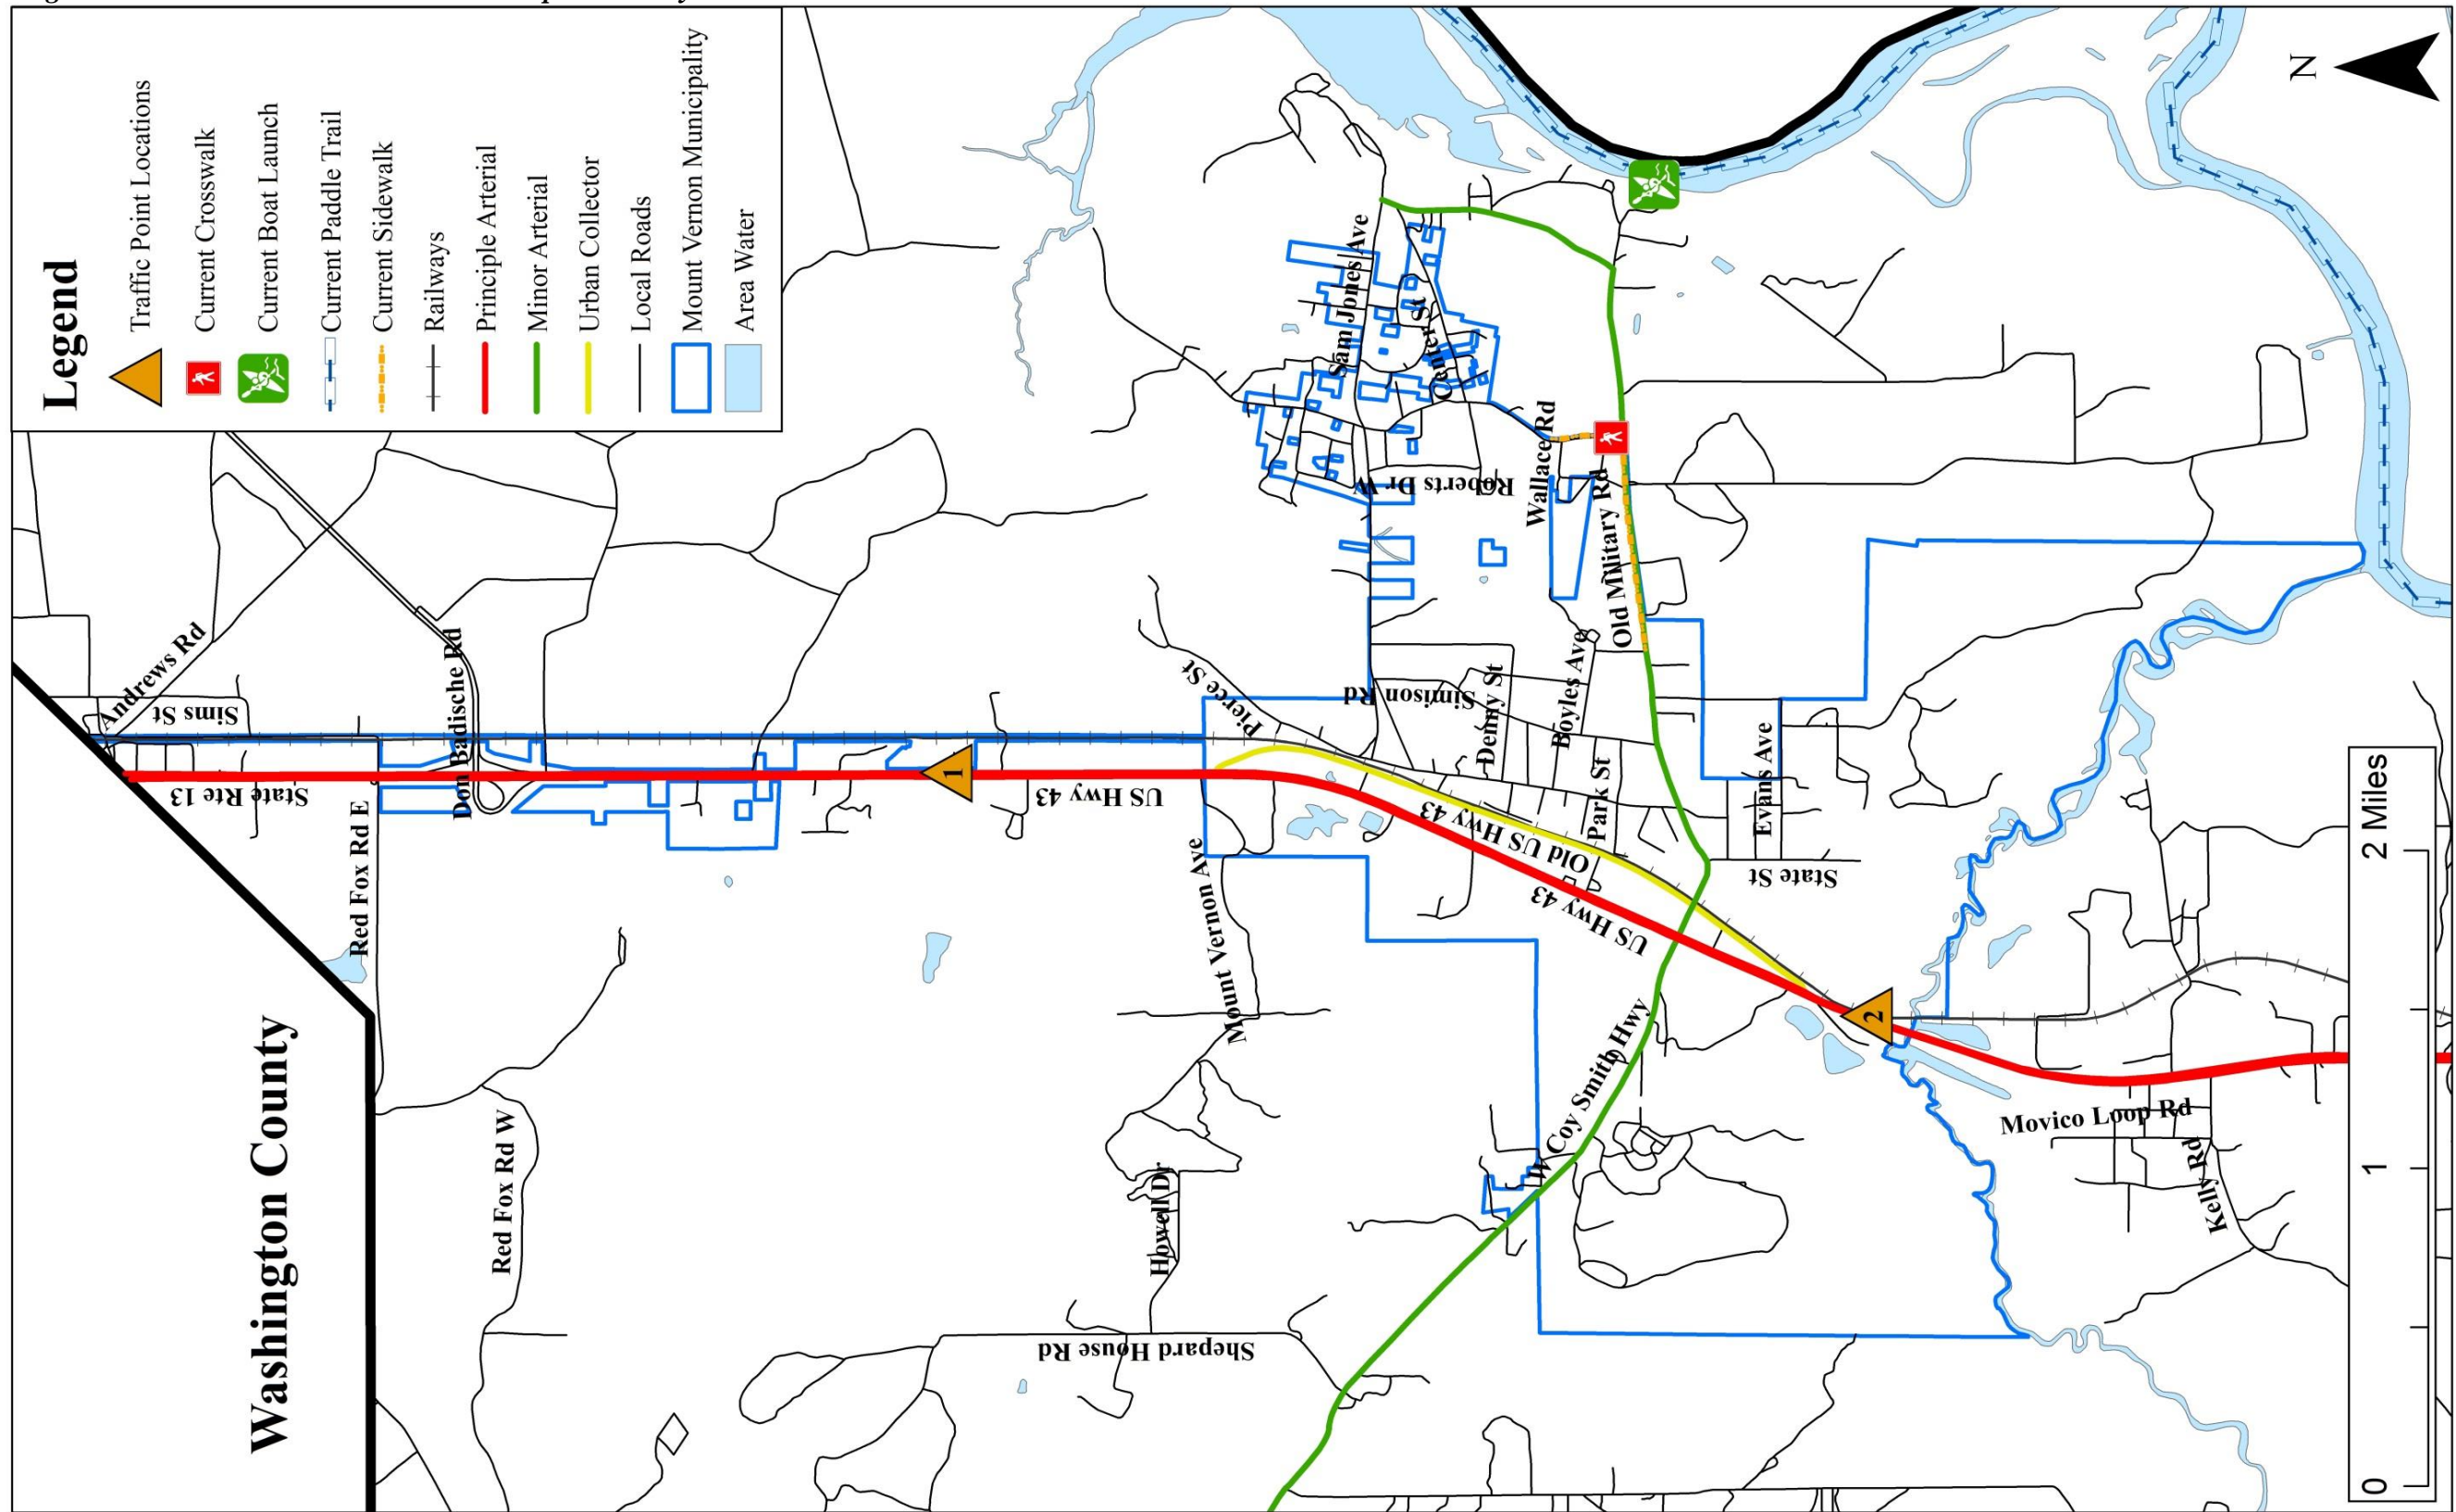 Legend
Traffic Point Locations
Current Crosswalk
Current Boat Launch
Current Paddle Trail
Current Sidewalk
Railways
Principle Arterial
Minor Arterial
Urban Collector
Local Roads
Mount Vernon Municipality
Area Water
N
Washington County
Andrews Rd
Sims St
State Rte 13
Don Badische Rd
Red Fox Rd E
Red Fox Rd W
1
US Hwy 43
Mount Vernon Ave
Howell Dr
Shepard House Rd
Pierce St
Simison Rd
Sam Jones Ave
Center St
Roberts Dr W
Wallace Rd
Old Military Rd
Denny St
Boyles Ave
Park St
Old US Hwy 43
US Hwy 43
Evans Ave
State St
W Coy Smith Hwy
2
Movico Loop Rd
Kelly Rd
0 1 2 Miles